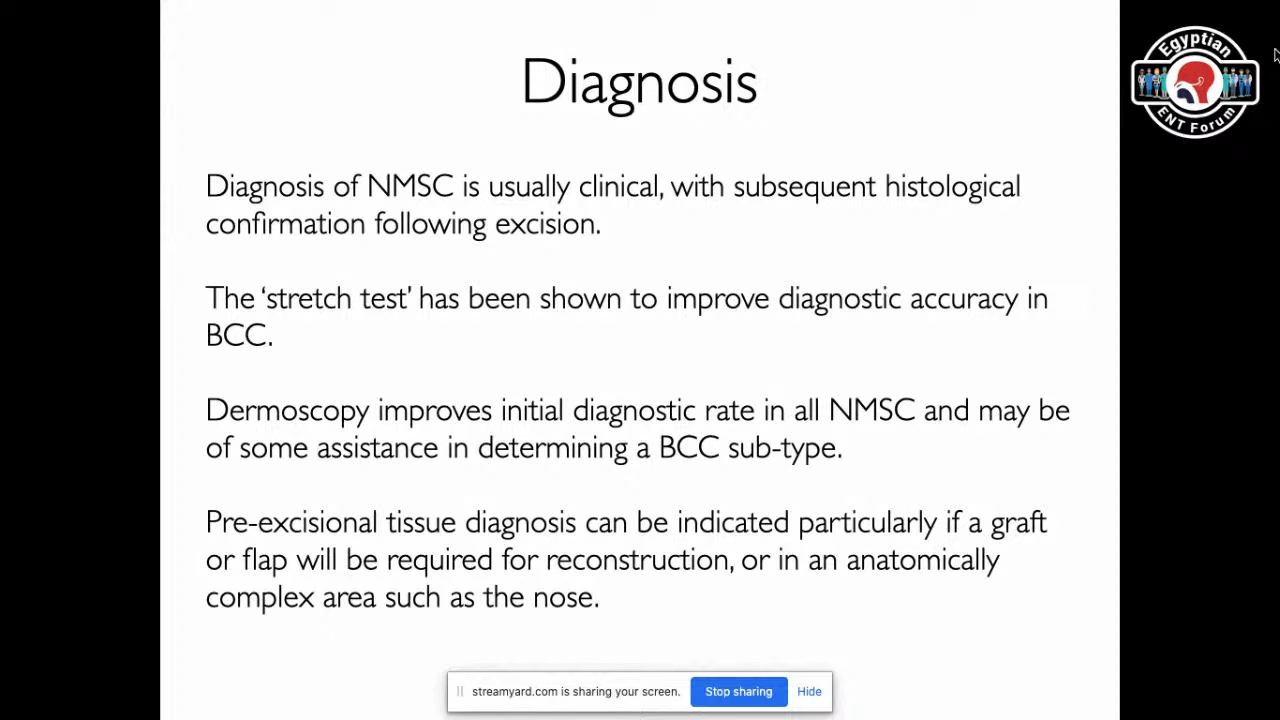 Diagnosis
Egyptian
ENT Forum
Diagnosis of NMSC is usually clinical, with subsequent histological
confirmation following excision.
The ‘stretch test’ has been shown to improve diagnostic accuracy in
BCC.
Dermoscopy improves initial diagnostic rate in all NMSC and may be
of some assistance in determining a BCC sub-type.
Pre-excisional tissue diagnosis can be indicated particularly if a graft
or flap will be required for reconstruction, or in an anatomically
complex area such as the nose.
streamyard.com is sharing your screen. Stop sharing Hide